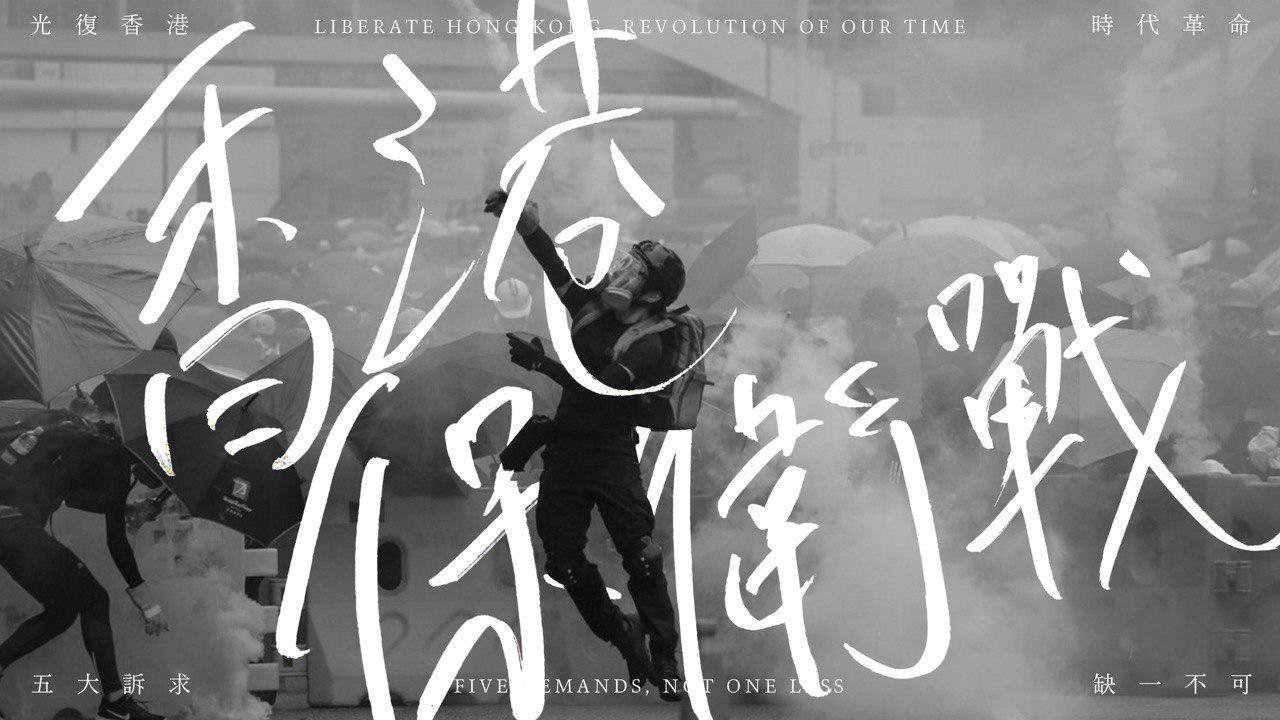 光復香港 LIBERATE HONG KONG, REVOLUTION OF OUR TIME 時代革命
香港
保衛戰
五大訴求 FIVE DEMANDS, NOT ONE LESS 缺一不可